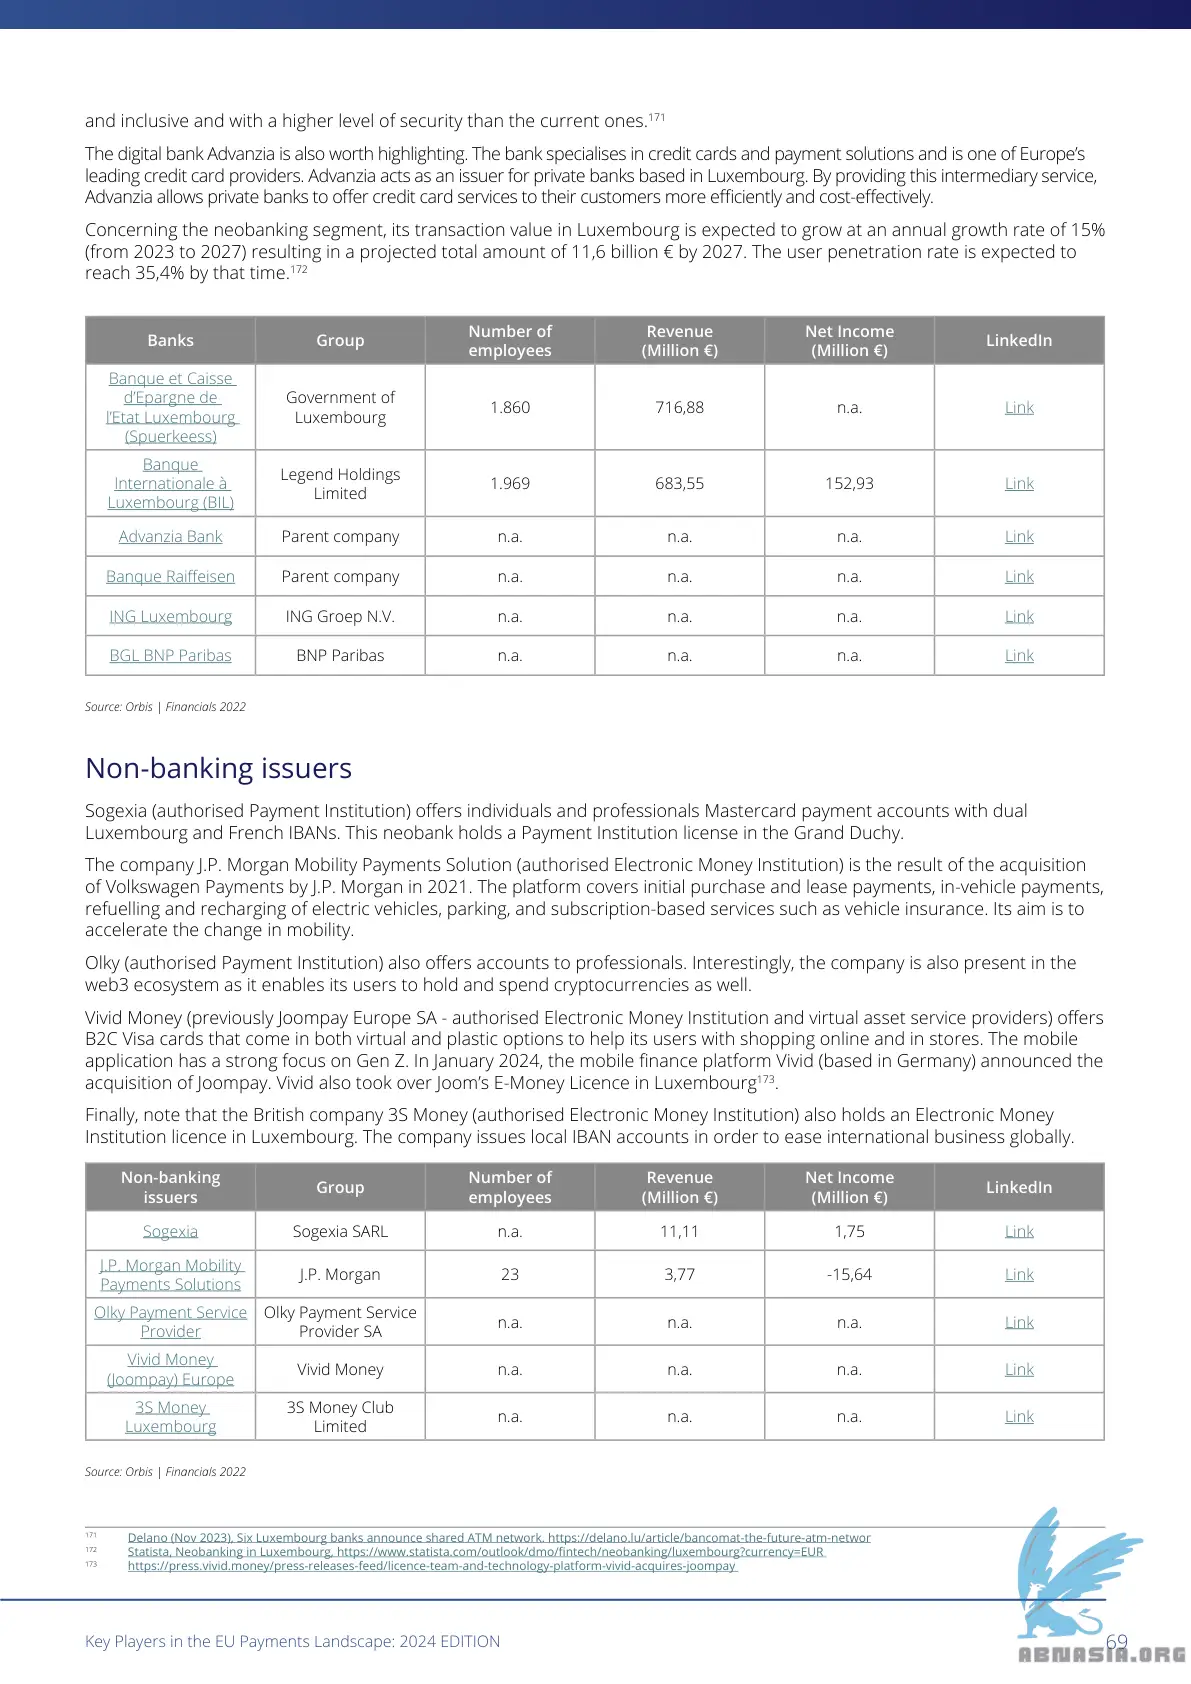 and inclusive and with a higher level of security than the current ones.171
The digital bank Advanzia is also worth highlighting. The bank specialises in credit cards and payment solutions and is one of Europe’s
leading credit card providers. Advanzia acts as an issuer for private banks based in Luxembourg. By providing this intermediary service,
Advanzia allows private banks to offer credit card services to their customers more efficiently and cost-effectively.
Concerning the neobanking segment, its transaction value in Luxembourg is expected to grow at an annual growth rate of 15%
(from 2023 to 2027) resulting in a projected total amount of 11,6 billion € by 2027. The user penetration rate is expected to
reach 35,4% by that time.172
Banks Group Number of employees Revenue (Million €) Net Income (Million €) LinkedIn
Banque et Caisse d’Epargne de l’Etat Luxembourg (Spuerkeess) Government of Luxembourg 1.860 716,88 n.a. Link
Banque Internationale à Luxembourg (BIL) Legend Holdings Limited 1.969 683,55 152,93 Link
Advanzia Bank Parent company n.a. n.a. n.a. Link
Banque Raiffeisen Parent company n.a. n.a. n.a. Link
ING Luxembourg ING Groep N.V. n.a. n.a. n.a. Link
BGL BNP Paribas BNP Paribas n.a. n.a. n.a. Link
Source: Orbis | Financials 2022
Non-banking issuers
Sogexia (authorised Payment Institution) offers individuals and professionals Mastercard payment accounts with dual
Luxembourg and French IBANs. This neobank holds a Payment Institution license in the Grand Duchy.
The company J.P. Morgan Mobility Payments Solution (authorised Electronic Money Institution) is the result of the acquisition
of Volkswagen Payments by J.P. Morgan in 2021. The platform covers initial purchase and lease payments, in-vehicle payments,
refuelling and recharging of electric vehicles, parking, and subscription-based services such as vehicle insurance. Its aim is to
accelerate the change in mobility.
Olky (authorised Payment Institution) also offers accounts to professionals. Interestingly, the company is also present in the
web3 ecosystem as it enables its users to hold and spend cryptocurrencies as well.
Vivid Money (previously Joompay Europe SA - authorised Electronic Money Institution and virtual asset service providers) offers
B2C Visa cards that come in both virtual and plastic options to help its users with shopping online and in stores. The mobile
application has a strong focus on Gen Z. In January 2024, the mobile finance platform Vivid (based in Germany) announced the
acquisition of Joompay. Vivid also took over Joom’s E-Money Licence in Luxembourg173.
Finally, note that the British company 3S Money (authorised Electronic Money Institution) also holds an Electronic Money
Institution licence in Luxembourg. The company issues local IBAN accounts in order to ease international business globally.
Non-banking issuers Group Number of employees Revenue (Million €) Net Income (Million €) LinkedIn
Sogexia Sogexia SARL n.a. 11,11 1,75 Link
J.P. Morgan Mobility Payments Solutions J.P. Morgan 23 3,77 -15,64 Link
Olky Payment Service Provider Olky Payment Service Provider SA n.a. n.a. n.a. Link
Vivid Money (Joompay) Europe Vivid Money n.a. n.a. n.a. Link
3S Money Luxembourg 3S Money Club Limited n.a. n.a. n.a. Link
Source: Orbis | Financials 2022
171 Delano (Nov 2023), Six Luxembourg banks announce shared ATM network. https://delano.lu/article/bancomat-the-future-atm-networ
172 Statista, Neobanking in Luxembourg, https://www.statista.com/outlook/dmo/fintech/neobanking/luxembourg?currency=EUR
173 https://press.vivid.money/press-releases-feed/licence-team-and-technology-platform-vivid-acquires-joompay
Key Players in the EU Payments Landscape: 2024 EDITION 69
ABNASIA.ORG